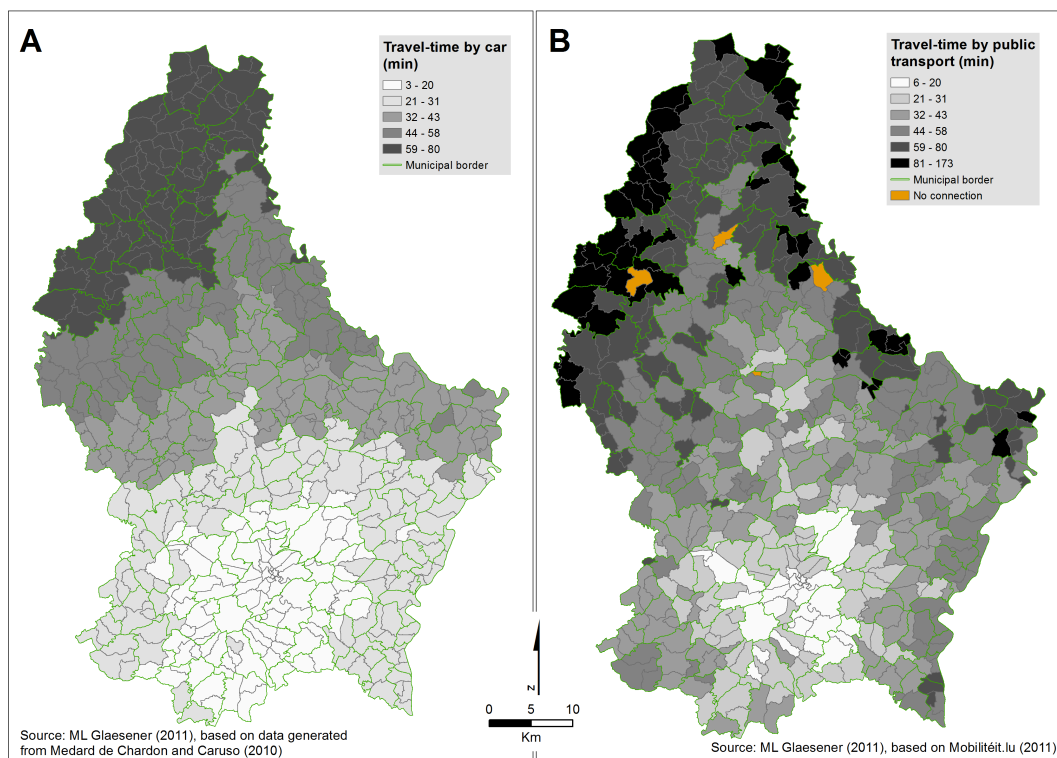 A
Travel-time by car
(min)
3 - 20
21 - 31
32 - 43
44 - 58
59 - 80
Municipal border
Source: ML Glaesener (2011), based on data generated
from Medard de Chardon and Caruso (2010)
B
Travel-time by public
transport (min)
6 - 20
21 - 31
32 - 43
44 - 58
59 - 80
81 - 173
Municipal border
No connection
Source: ML Glaesener (2011), based on Mobilitéit.lu (2011)
z
0 5 10
Km